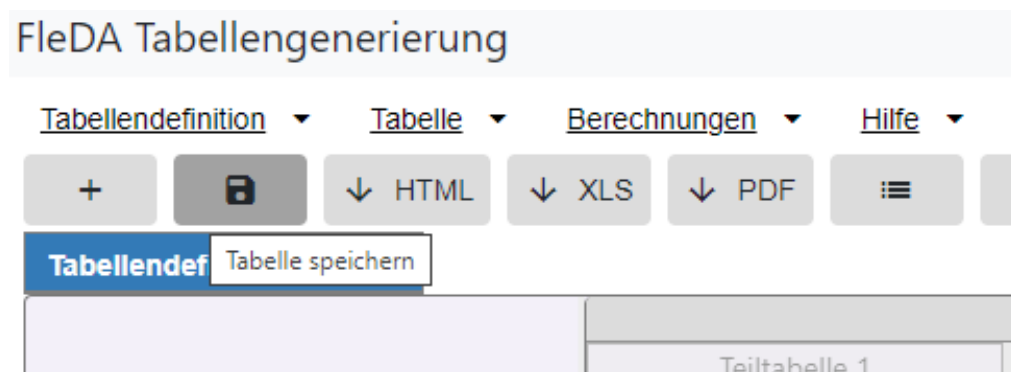 FleDA Tabellengenerierung
Tabellendefinition Tabelle Berechnungen Hilfe
+ HTML XLS PDF
Tabellendef Tabelle speichern
Teiltabelle 1